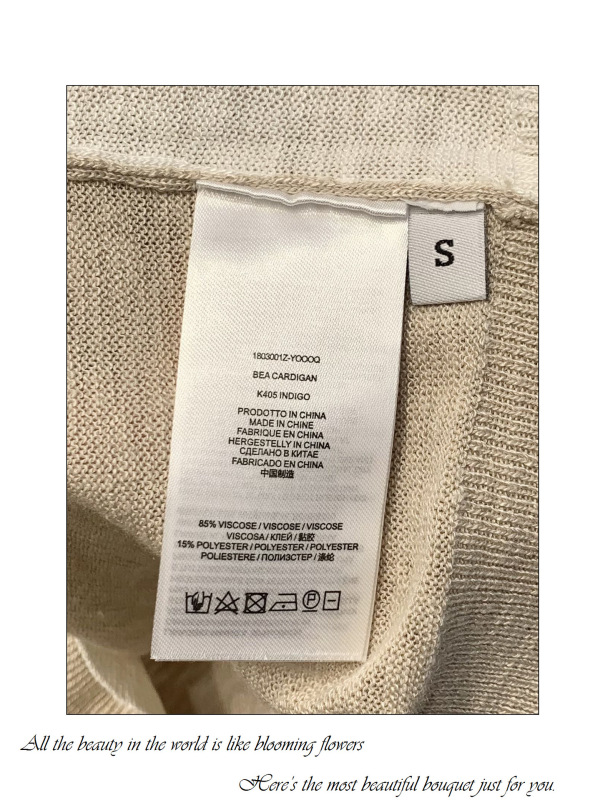 S
1803001Z-YOOOQ
BEA CARDIGAN
K405 INDIGO
PRODOTTO IN CHINA
MADE IN CHINE
FABRIQUE EN CHINA
HERGESTELLY IN CHINA
СДЕЛАНО В КИТАЕ
FABRICADO EN CHINA
中国制造
85% VISCOSE / VISCOSE / VISCOSE
VISCOSA / КЛЕЙ / 黏胶
15% POLYESTER / POLYESTER / POLYESTER
POLIESTERE / ПОЛИЭСТЕР / 涤纶
P
All the beauty in the world is like blooming flowers
Here's the most beautiful bouquet just for you.